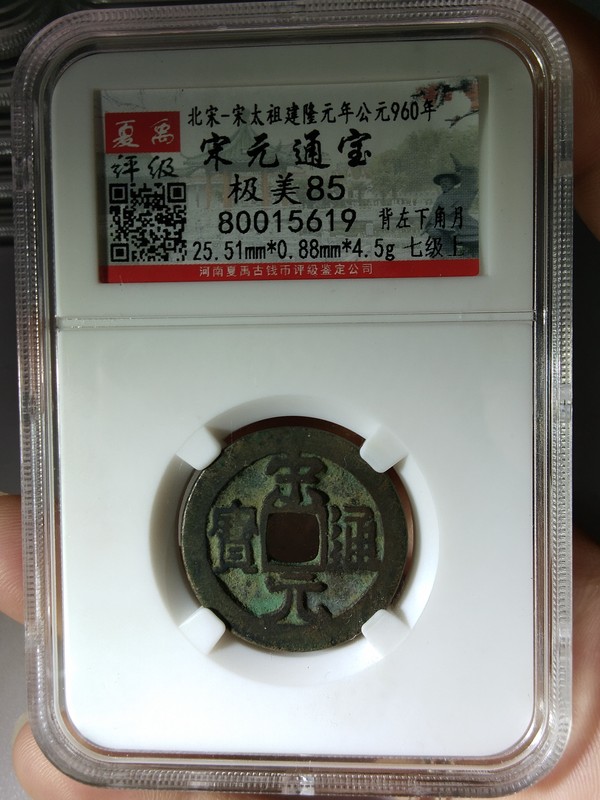 夏禹
评级
北宋-宋太祖建隆元年公元960年
宋元通宝
极美85
80015619 背左下角月
25.51mm*0.88mm*4.5g 七级上
河南夏禹古钱币评级鉴定公司
宋
寶 通
元